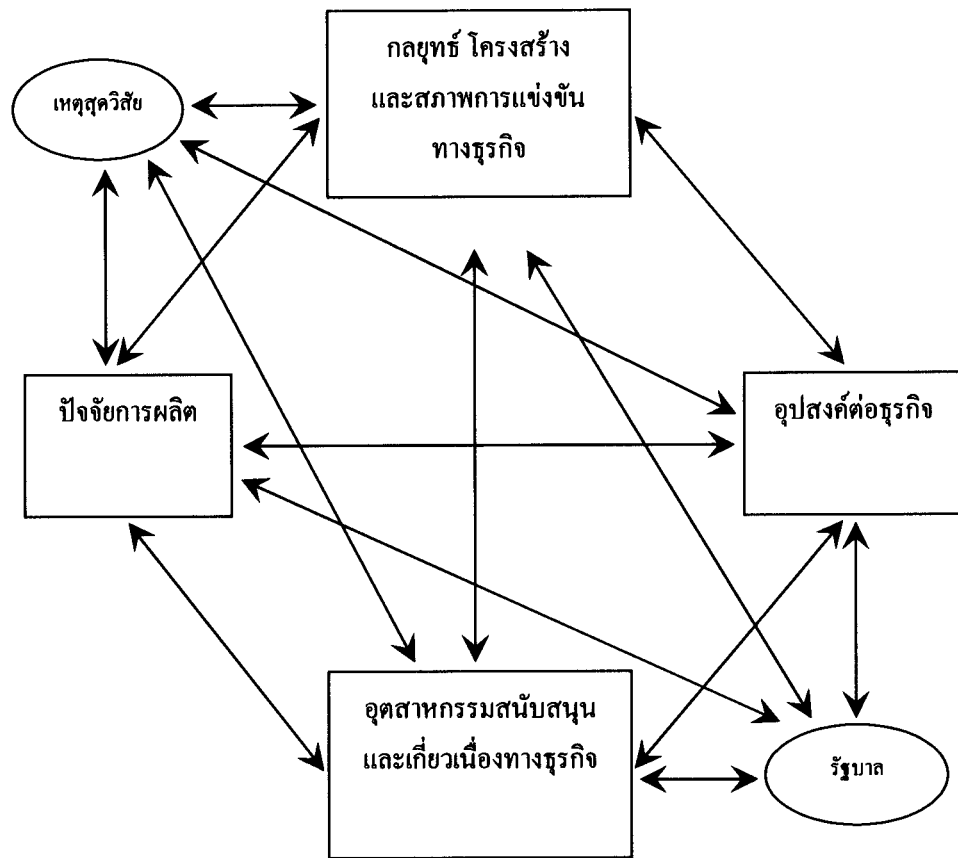 กลยุทธ์ โครงสร้าง
และสภาพการแข่งขัน
ทางธุรกิจ
เหตุสุดวิสัย
ปัจจัยการผลิต
อุปสงค์ต่อธุรกิจ
อุตสาหกรรมสนับสนุน
และเกี่ยวเนื่องทางธุรกิจ
รัฐบาล